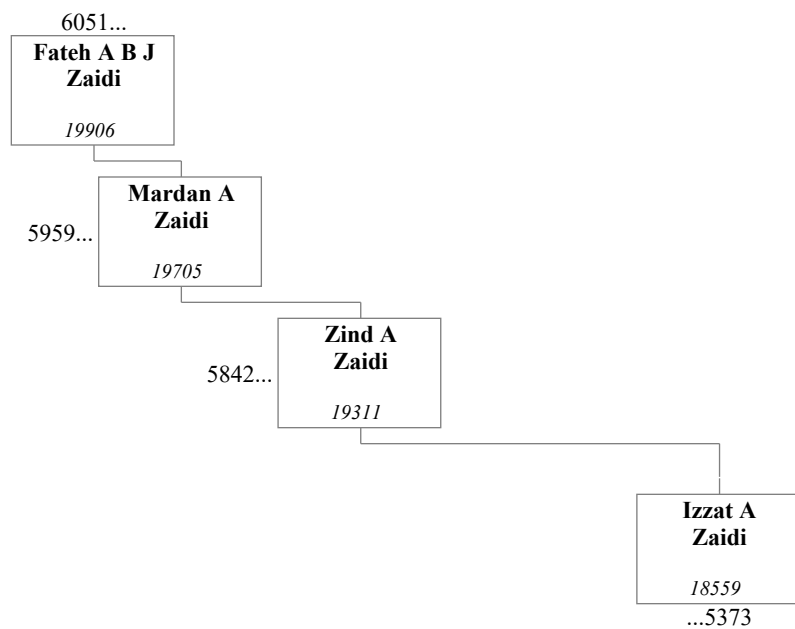 6051...
Fateh A B J
Zaidi
19906
Mardan A
Zaidi
5959...
19705
Zind A
Zaidi
5842...
19311
Izzat A
Zaidi
18559
...5373